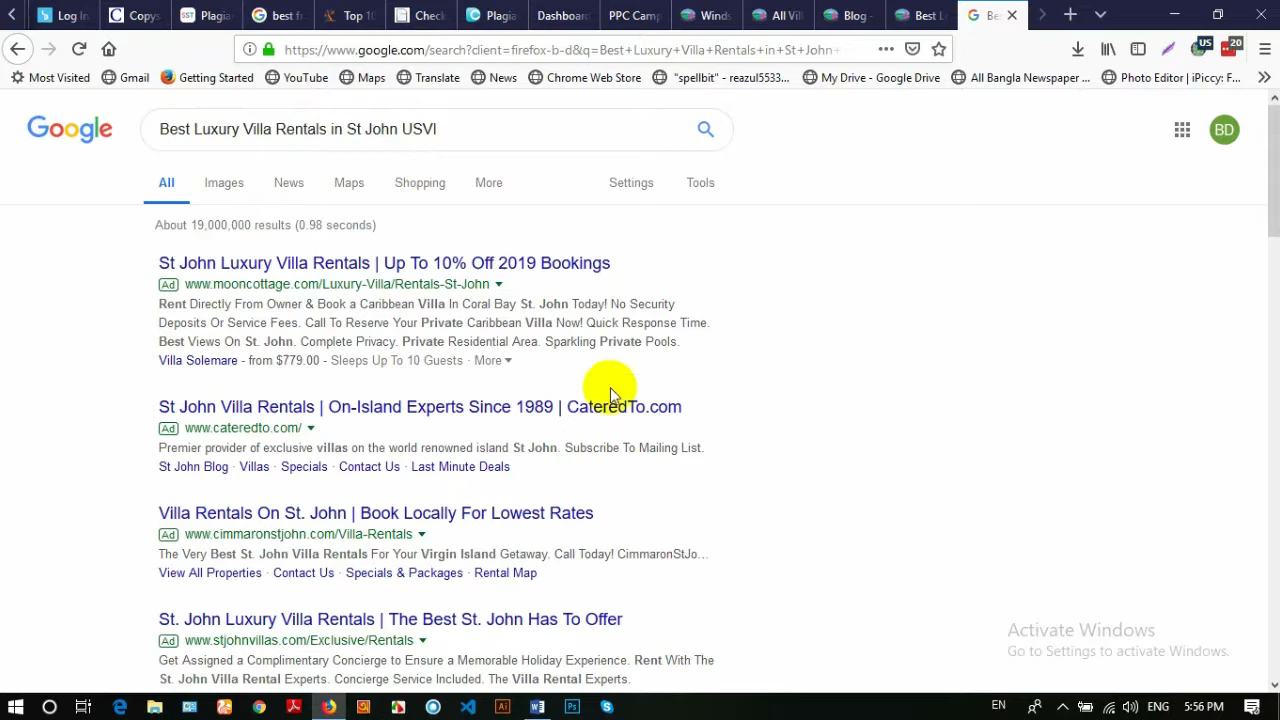 Log In
Copys
SST Plagia
best
Top 10
Check
Plagia
Dashboard
PPC Camp
Wind
All Vil
Blog -
Best L
Bes
https://www.google.com/search?client=firefox-b-d&q=Best+Luxury+Villa+Rentals+in+St+John+
US
20
Most Visited
Gmail
Getting Started
YouTube
Maps
Translate
News
Chrome Web Store
"spellbit" - reazul5533...
My Drive - Google Drive
All Bangla Newspaper ...
Photo Editor | iPiccy: F...
Google
Best Luxury Villa Rentals in St John USVI
BD
All Images News Maps Shopping More Settings Tools
About 19,000,000 results (0.98 seconds)
St John Luxury Villa Rentals | Up To 10% Off 2019 Bookings
Ad www.mooncottage.com/Luxury-Villa/Rentals-St-John
Rent Directly From Owner & Book a Caribbean Villa In Coral Bay St. John Today! No Security
Deposits Or Service Fees. Call To Reserve Your Private Caribbean Villa Now! Quick Response Time.
Best Views On St. John. Complete Privacy. Private Residential Area. Sparkling Private Pools.
Villa Solemare - from $779.00 - Sleeps Up To 10 Guests · More
St John Villa Rentals | On-Island Experts Since 1989 | CateredTo.com
Ad www.cateredto.com/
Premier provider of exclusive villas on the world renowned island St John. Subscribe To Mailing List.
St John Blog · Villas · Specials · Contact Us · Last Minute Deals
Villa Rentals On St. John | Book Locally For Lowest Rates
Ad www.cimmaronstjohn.com/Villa-Rentals
The Very Best St. John Villa Rentals For Your Virgin Island Getaway. Call Today! CimmaronStJo...
View All Properties · Contact Us · Specials & Packages · Rental Map
St. John Luxury Villa Rentals | The Best St. John Has To Offer
Ad www.stjohnvillas.com/Exclusive/Rentals
Get Assigned a Complimentary Concierge to Ensure a Memorable Holiday Experience. Rent With The
St. John Villa Rental Experts. Concierge Service Included. The Villa Rental Experts.
Activate Windows
Go to Settings to activate Windows.
EN
ENG
5:56 PM